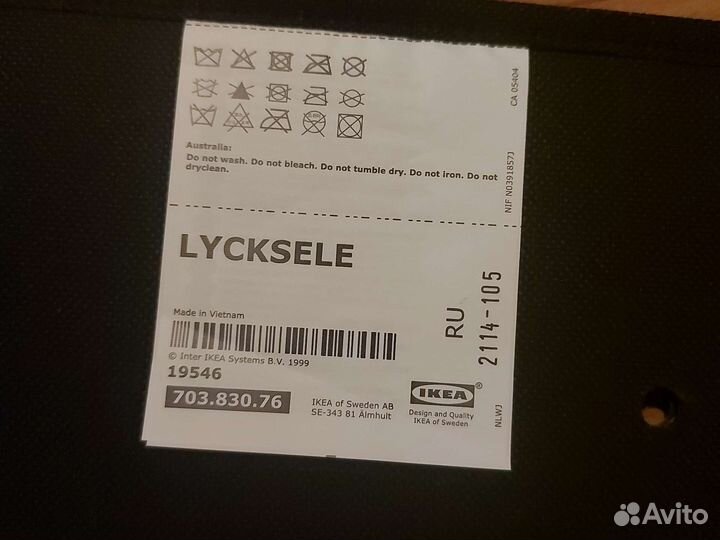 Australia:
Do not wash. Do not bleach. Do not tumble dry. Do not iron. Do not
dryclean.
CA 05404
NIF N0391857J
LYCKSELE
Made in Vietnam
© Inter IKEA Systems B.V. 1999
19546
703.830.76
IKEA of Sweden AB
SE-343 81 Älmhult
RU
2114-105
IKEA®
Design and Quality
IKEA of Sweden
NLWJ
Avito